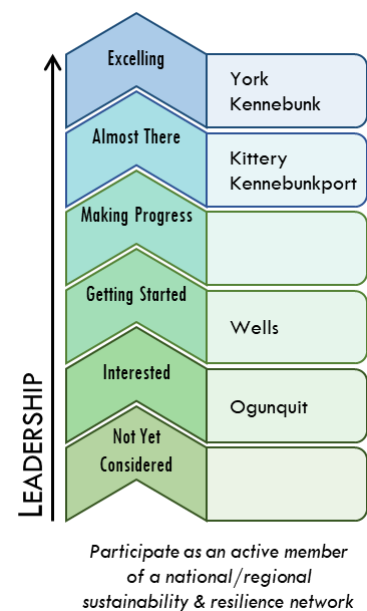 Excelling
York
Kennebunk
Almost There
Kittery
Kennebunkport
Making Progress
Getting Started
Wells
Interested
Ogunquit
Not Yet
Considered
LEADERSHIP
Participate as an active member
of a national/regional
sustainability & resilience network